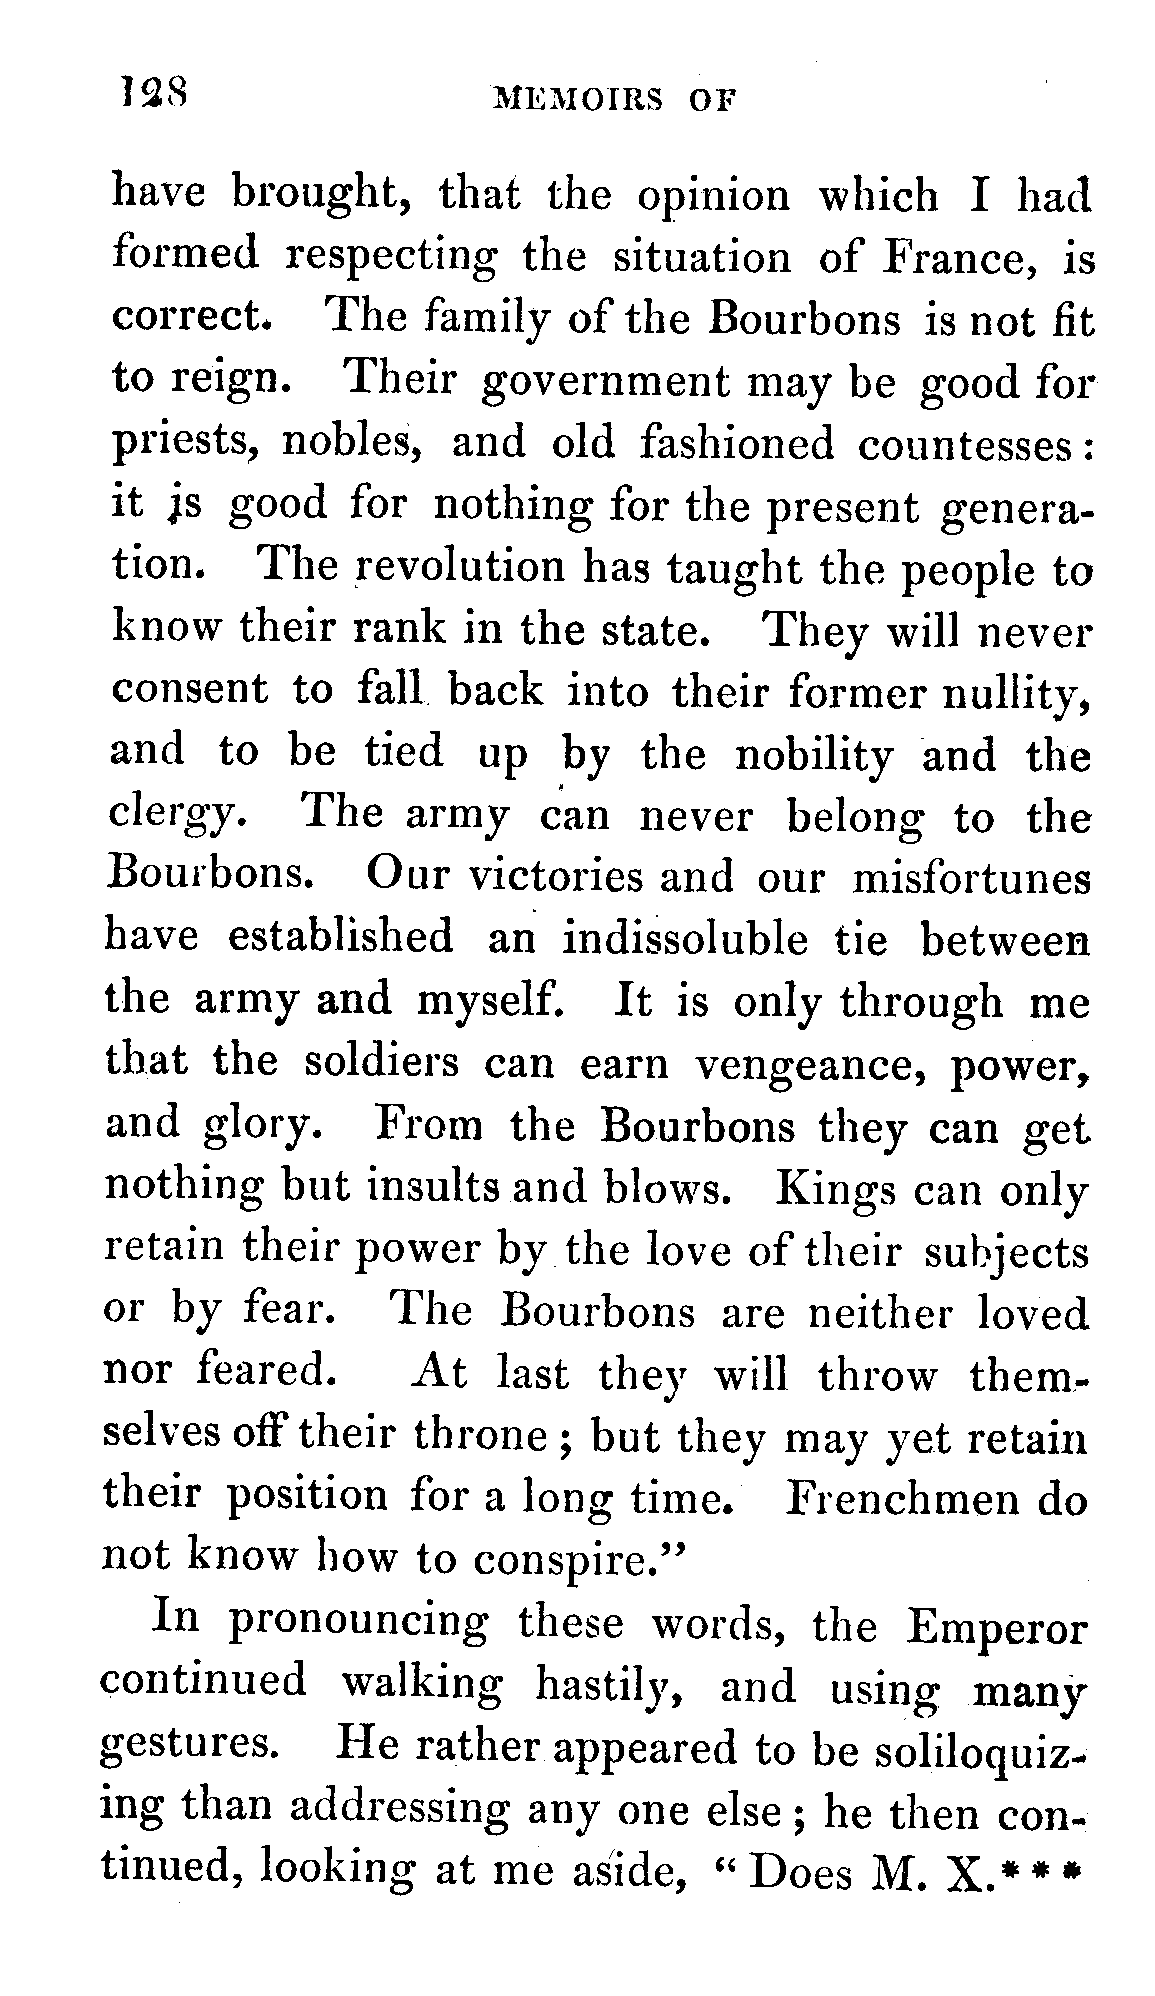 128 MEMOIRS OF
have brought, that the opinion which I had
formed respecting the situation of France, is
correct. The family of the Bourbons is not fit
to reign. Their government may be good for
priests, nobles, and old fashioned countesses :
it is good for nothing for the present genera-
tion. The revolution has taught the people to
know their rank in the state. They will never
consent to fall back into their former nullity,
and to be tied up by the nobility and the
clergy. The army can never belong to the
Bourbons. Our victories and our misfortunes
have established an indissoluble tie between
the army and myself. It is only through me
that the soldiers can earn vengeance, power,
and glory. From the Bourbons they can get
nothing but insults and blows. Kings can only
retain their power by the love of their subjects
or by fear. The Bourbons are neither loved
nor feared. At last they will throw them-
selves off their throne ; but they may yet retain
their position for a long time. Frenchmen do
not know how to conspire."
In pronouncing these words, the Emperor
continued walking hastily, and using many
gestures. He rather appeared to be soliloquiz-
ing than addressing any one else ; he then con-
tinued, looking at me aside, " Does M. X.* * *